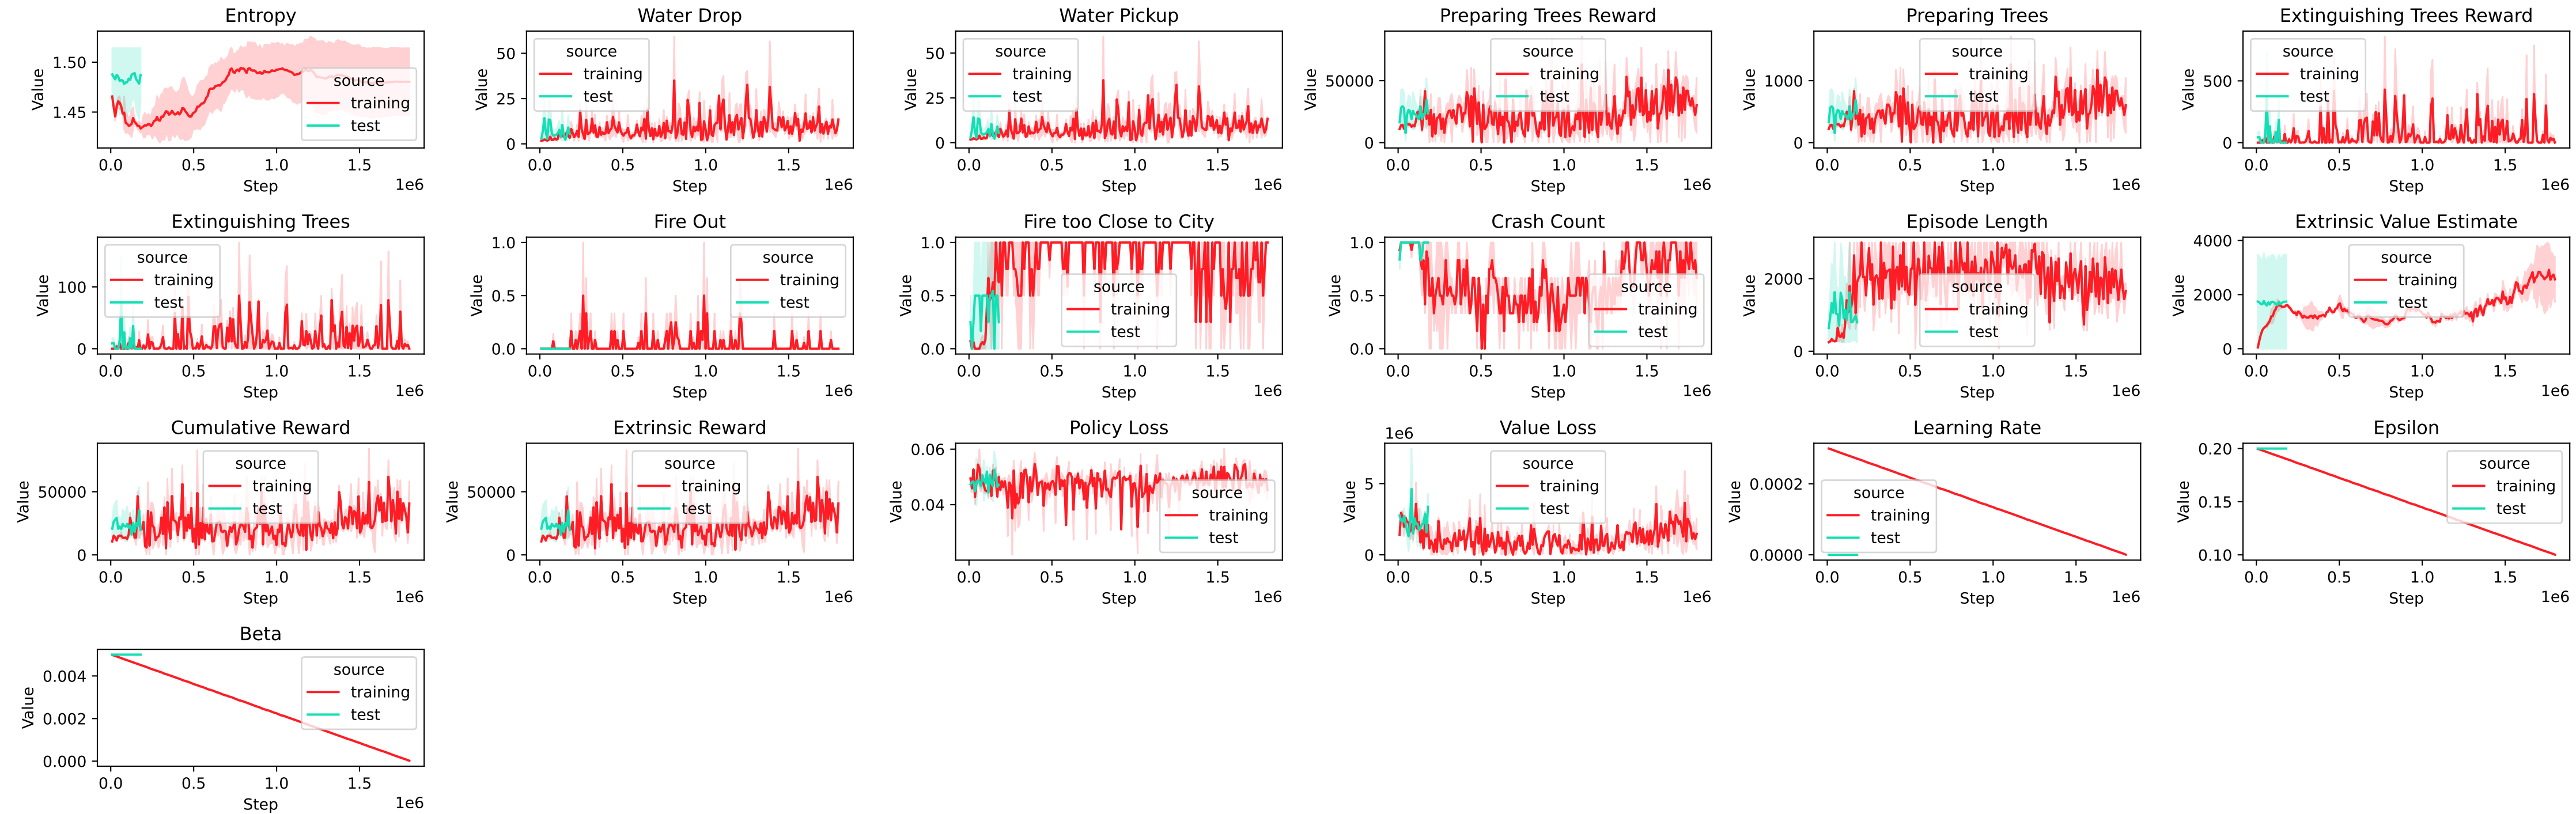 Entropy
Value
1.50
1.45
source
training
test
0.0 0.5 1.0 1.5
Step
1e6
Water Drop
Value
50
25
0
source
training
test
0.0 0.5 1.0 1.5
Step
1e6
Water Pickup
Value
50
25
0
source
training
test
0.0 0.5 1.0 1.5
Step
1e6
Preparing Trees Reward
Value
50000
0
source
training
test
0.0 0.5 1.0 1.5
Step
1e6
Preparing Trees
Value
1000
0
source
training
test
0.0 0.5 1.0 1.5
Step
1e6
Extinguishing Trees Reward
Value
500
0
source
training
test
0.0 0.5 1.0 1.5
Step
1e6
Extinguishing Trees
Value
100
0
source
training
test
0.0 0.5 1.0 1.5
Step
1e6
Fire Out
Value
1.0
0.5
0.0
source
training
test
0.0 0.5 1.0 1.5
Step
1e6
Fire too Close to City
Value
1.0
0.5
0.0
source
training
test
0.0 0.5 1.0 1.5
Step
1e6
Crash Count
Value
1.0
0.5
0.0
source
training
test
0.0 0.5 1.0 1.5
Step
1e6
Episode Length
Value
2000
0
source
training
test
0.0 0.5 1.0 1.5
Step
1e6
Extrinsic Value Estimate
Value
4000
2000
0
source
training
test
0.0 0.5 1.0 1.5
Step
1e6
Cumulative Reward
Value
50000
0
source
training
test
0.0 0.5 1.0 1.5
Step
1e6
Extrinsic Reward
Value
50000
0
source
training
test
0.0 0.5 1.0 1.5
Step
1e6
Policy Loss
Value
0.06
0.04
source
training
test
0.0 0.5 1.0 1.5
Step
1e6
Value Loss
1e6
Value
5
0
source
training
test
0.0 0.5 1.0 1.5
Step
1e6
Learning Rate
Value
0.0002
0.0000
source
training
test
0.0 0.5 1.0 1.5
Step
1e6
Epsilon
Value
0.20
0.15
0.10
source
training
test
0.0 0.5 1.0 1.5
Step
1e6
Beta
Value
0.004
0.002
0.000
source
training
test
0.0 0.5 1.0 1.5
Step
1e6